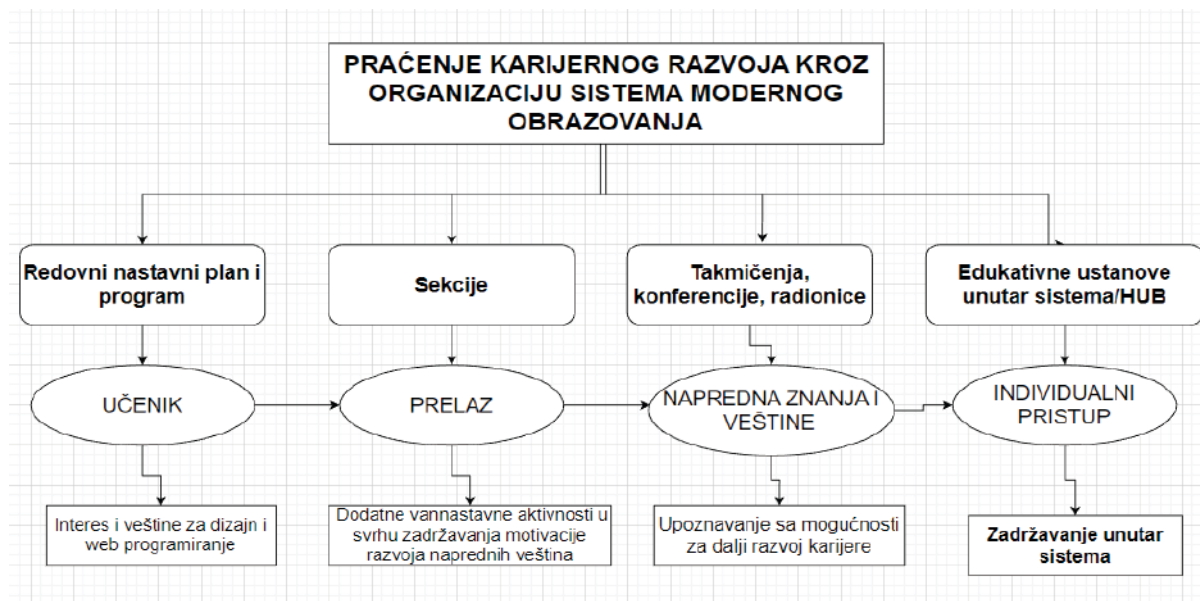 PRAĆENJE KARIJERNOG RAZVOJA KROZ
ORGANIZACIJU SISTEMA MODERNOG
OBRAZOVANJA
Redovni nastavni plan i
program
Sekcije
Takmičenja,
konferencije, radionice
Edukativne ustanove
unutar sistema/HUB
UČENIK
PRELAZ
NAPREDNA ZNANJA I
VEŠTINE
INDIVIDUALNI
PRISTUP
Interes i veštine za dizajn i
web programiranje
Dodatne vannastavne aktivnosti u
svrhu zadržavanja motivacije
razvoja naprednih veština
Upoznavanje sa mogućnosti
za dalji razvoj karijere
Zadržavanje unutar
sistema